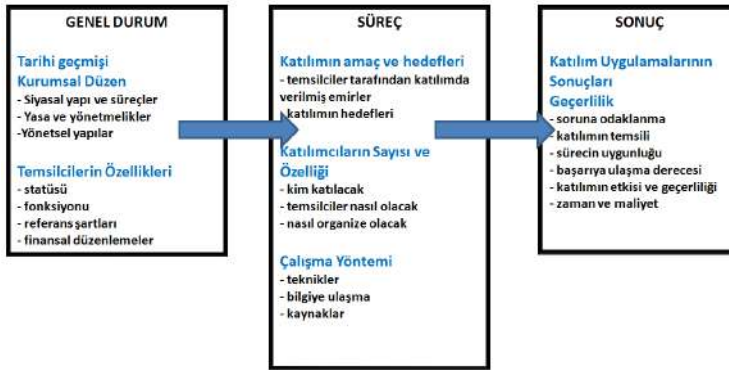 GENEL DURUM
Tarihi geçmişi
Kurumsal Düzen
- Siyasal yapı ve süreçler
- Yasa ve yönetmelikler
-Yönetsel yapılar
Temsilcilerin Özellikleri
- statüsü
- fonksiyonu
- referans şartları
- finansal düzenlemeler
SÜREÇ
Katılımın amaç ve hedefleri
- temsilciler tarafından katılımda
verilmiş emirler
- katılımın hedefleri
Katılımcıların Sayısı ve
Özelliği
- kim katılacak
- temsilciler nasıl olacak
- nasıl organize olacak
Çalışma Yöntemi
- teknikler
- bilgiye ulaşma
- kaynaklar
SONUÇ
Katılım Uygulamalarının
Sonuçları
Geçerlilik
- soruna odaklanma
- katılımın temsili
- sürecin uygunluğu
- başarıya ulaşma derecesi
- katılımın etkisi ve geçerliliği
- zaman ve maliyet